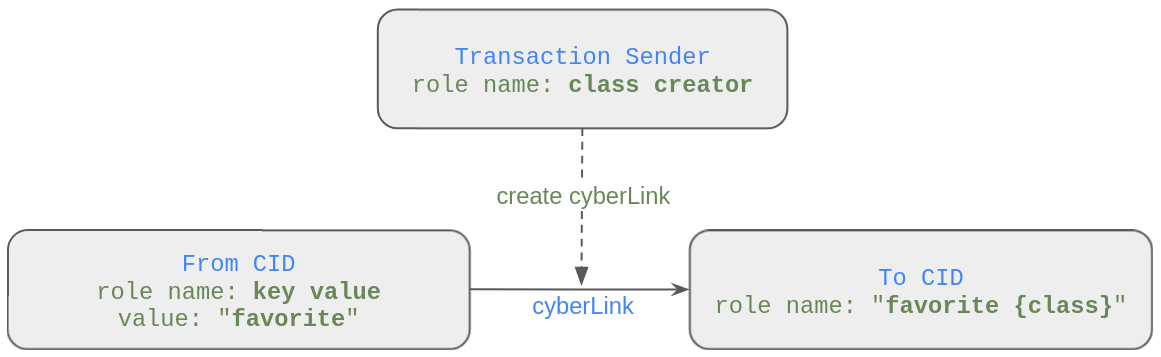 Transaction Sender
role name: class creator
create cyberLink
From CID
role name: key value
value: "favorite"
cyberLink
To CID
role name: "favorite {class}"